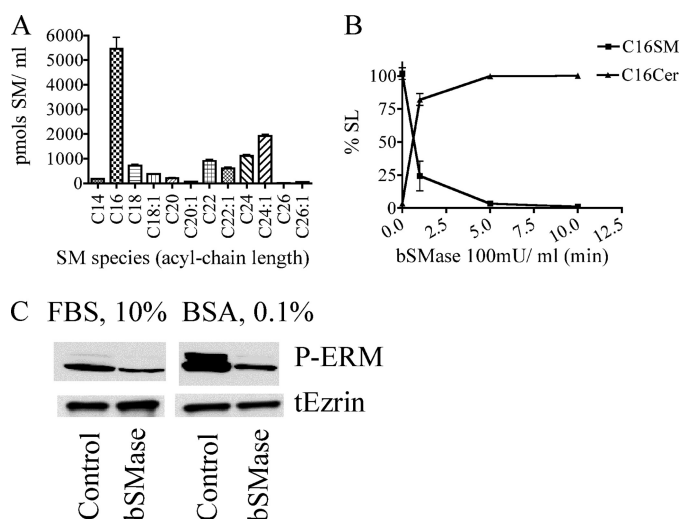 A
pmols SM/ ml
6000
5000
4000
3000
2000
1000
0
C14
C16
C18
C18:1
C20
C20:1
C22
C22:1
C24
C24:1
C26
C26:1
SM species (acyl-chain length)
B
C16SM
C16Cer
% SL
100
75
50
25
0
0.0
2.5
5.0
7.5
10.0
12.5
bSMase 100mU/ ml (min)
C FBS, 10% BSA, 0.1%
P-ERM
tEzrin
Control
bSMase
Control
bSMase